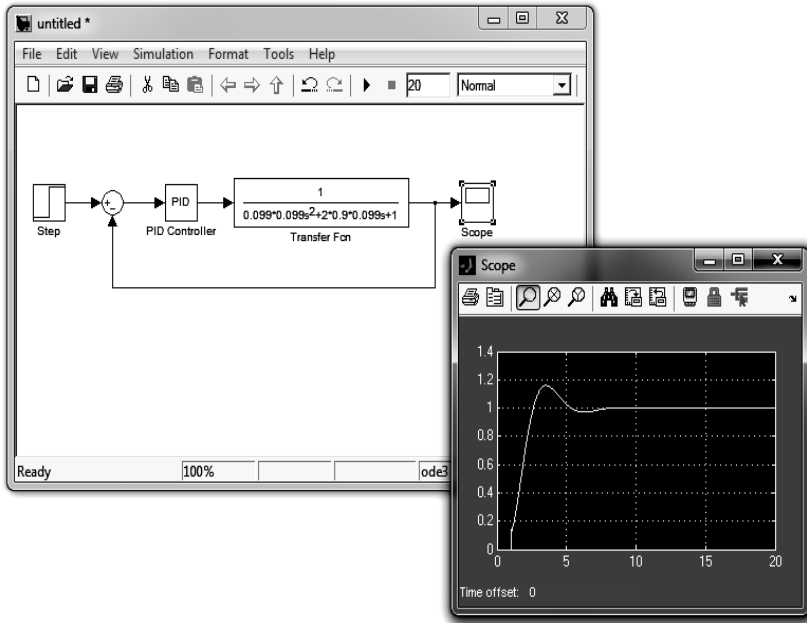 untitled *
File Edit View Simulation Format Tools Help
20 Normal
1
0.099*0.099s²+2*0.9*0.099s+1
+
-
PID
Step
PID Controller
Transfer Fcn
Scope
Ready 100% ode3
Scope
1.4
1.2
1
0.8
0.6
0.4
0.2
0
0 5 10 15 20
Time offset: 0